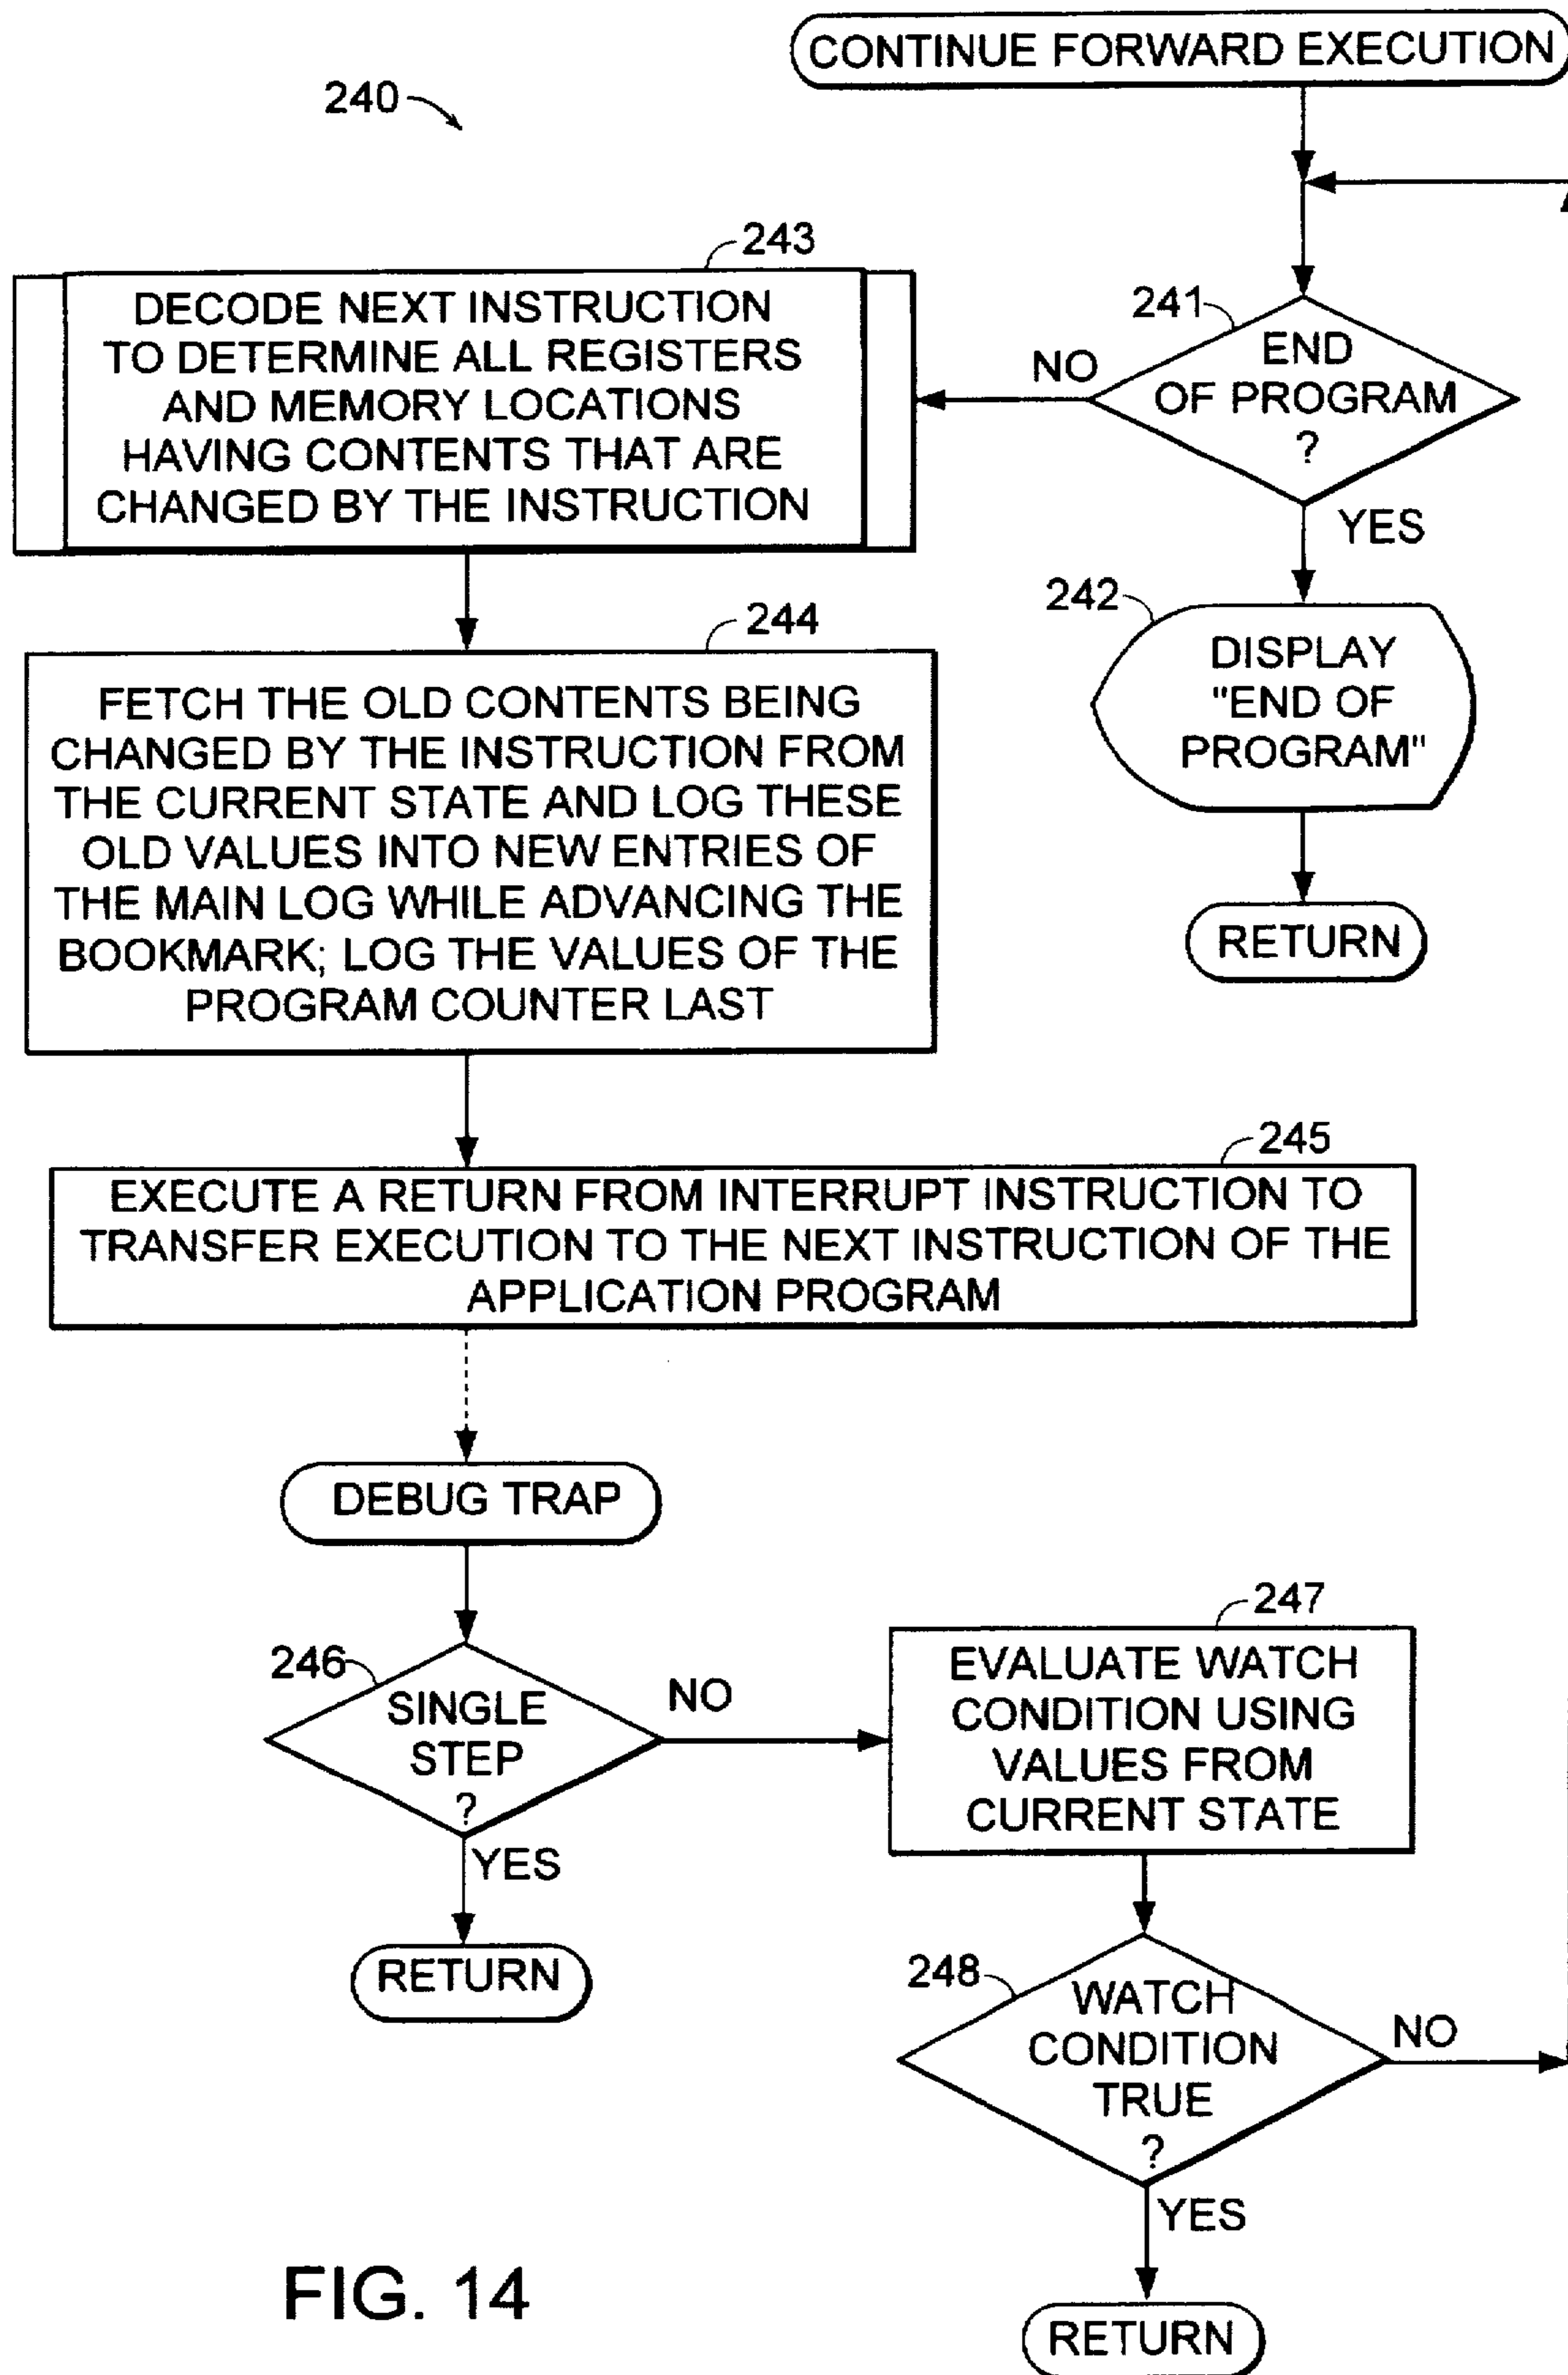 CONTINUE FORWARD EXECUTION
240
243
DECODE NEXT INSTRUCTION
TO DETERMINE ALL REGISTERS
AND MEMORY LOCATIONS
HAVING CONTENTS THAT ARE
CHANGED BY THE INSTRUCTION
241
END
OF PROGRAM
?
NO
YES
242
DISPLAY
"END OF
PROGRAM"
RETURN
244
FETCH THE OLD CONTENTS BEING
CHANGED BY THE INSTRUCTION FROM
THE CURRENT STATE AND LOG THESE
OLD VALUES INTO NEW ENTRIES OF
THE MAIN LOG WHILE ADVANCING THE
BOOKMARK; LOG THE VALUES OF THE
PROGRAM COUNTER LAST
245
EXECUTE A RETURN FROM INTERRUPT INSTRUCTION TO
TRANSFER EXECUTION TO THE NEXT INSTRUCTION OF THE
APPLICATION PROGRAM
DEBUG TRAP
246
SINGLE
STEP
?
NO
YES
RETURN
247
EVALUATE WATCH
CONDITION USING
VALUES FROM
CURRENT STATE
248
WATCH
CONDITION
TRUE
?
NO
YES
RETURN
FIG. 14